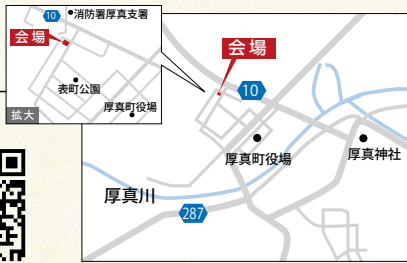 10
消防署厚真支署
会場
表町公園
厚真町役場
拡大
会場
10
厚真町役場
厚真神社
厚真川
287